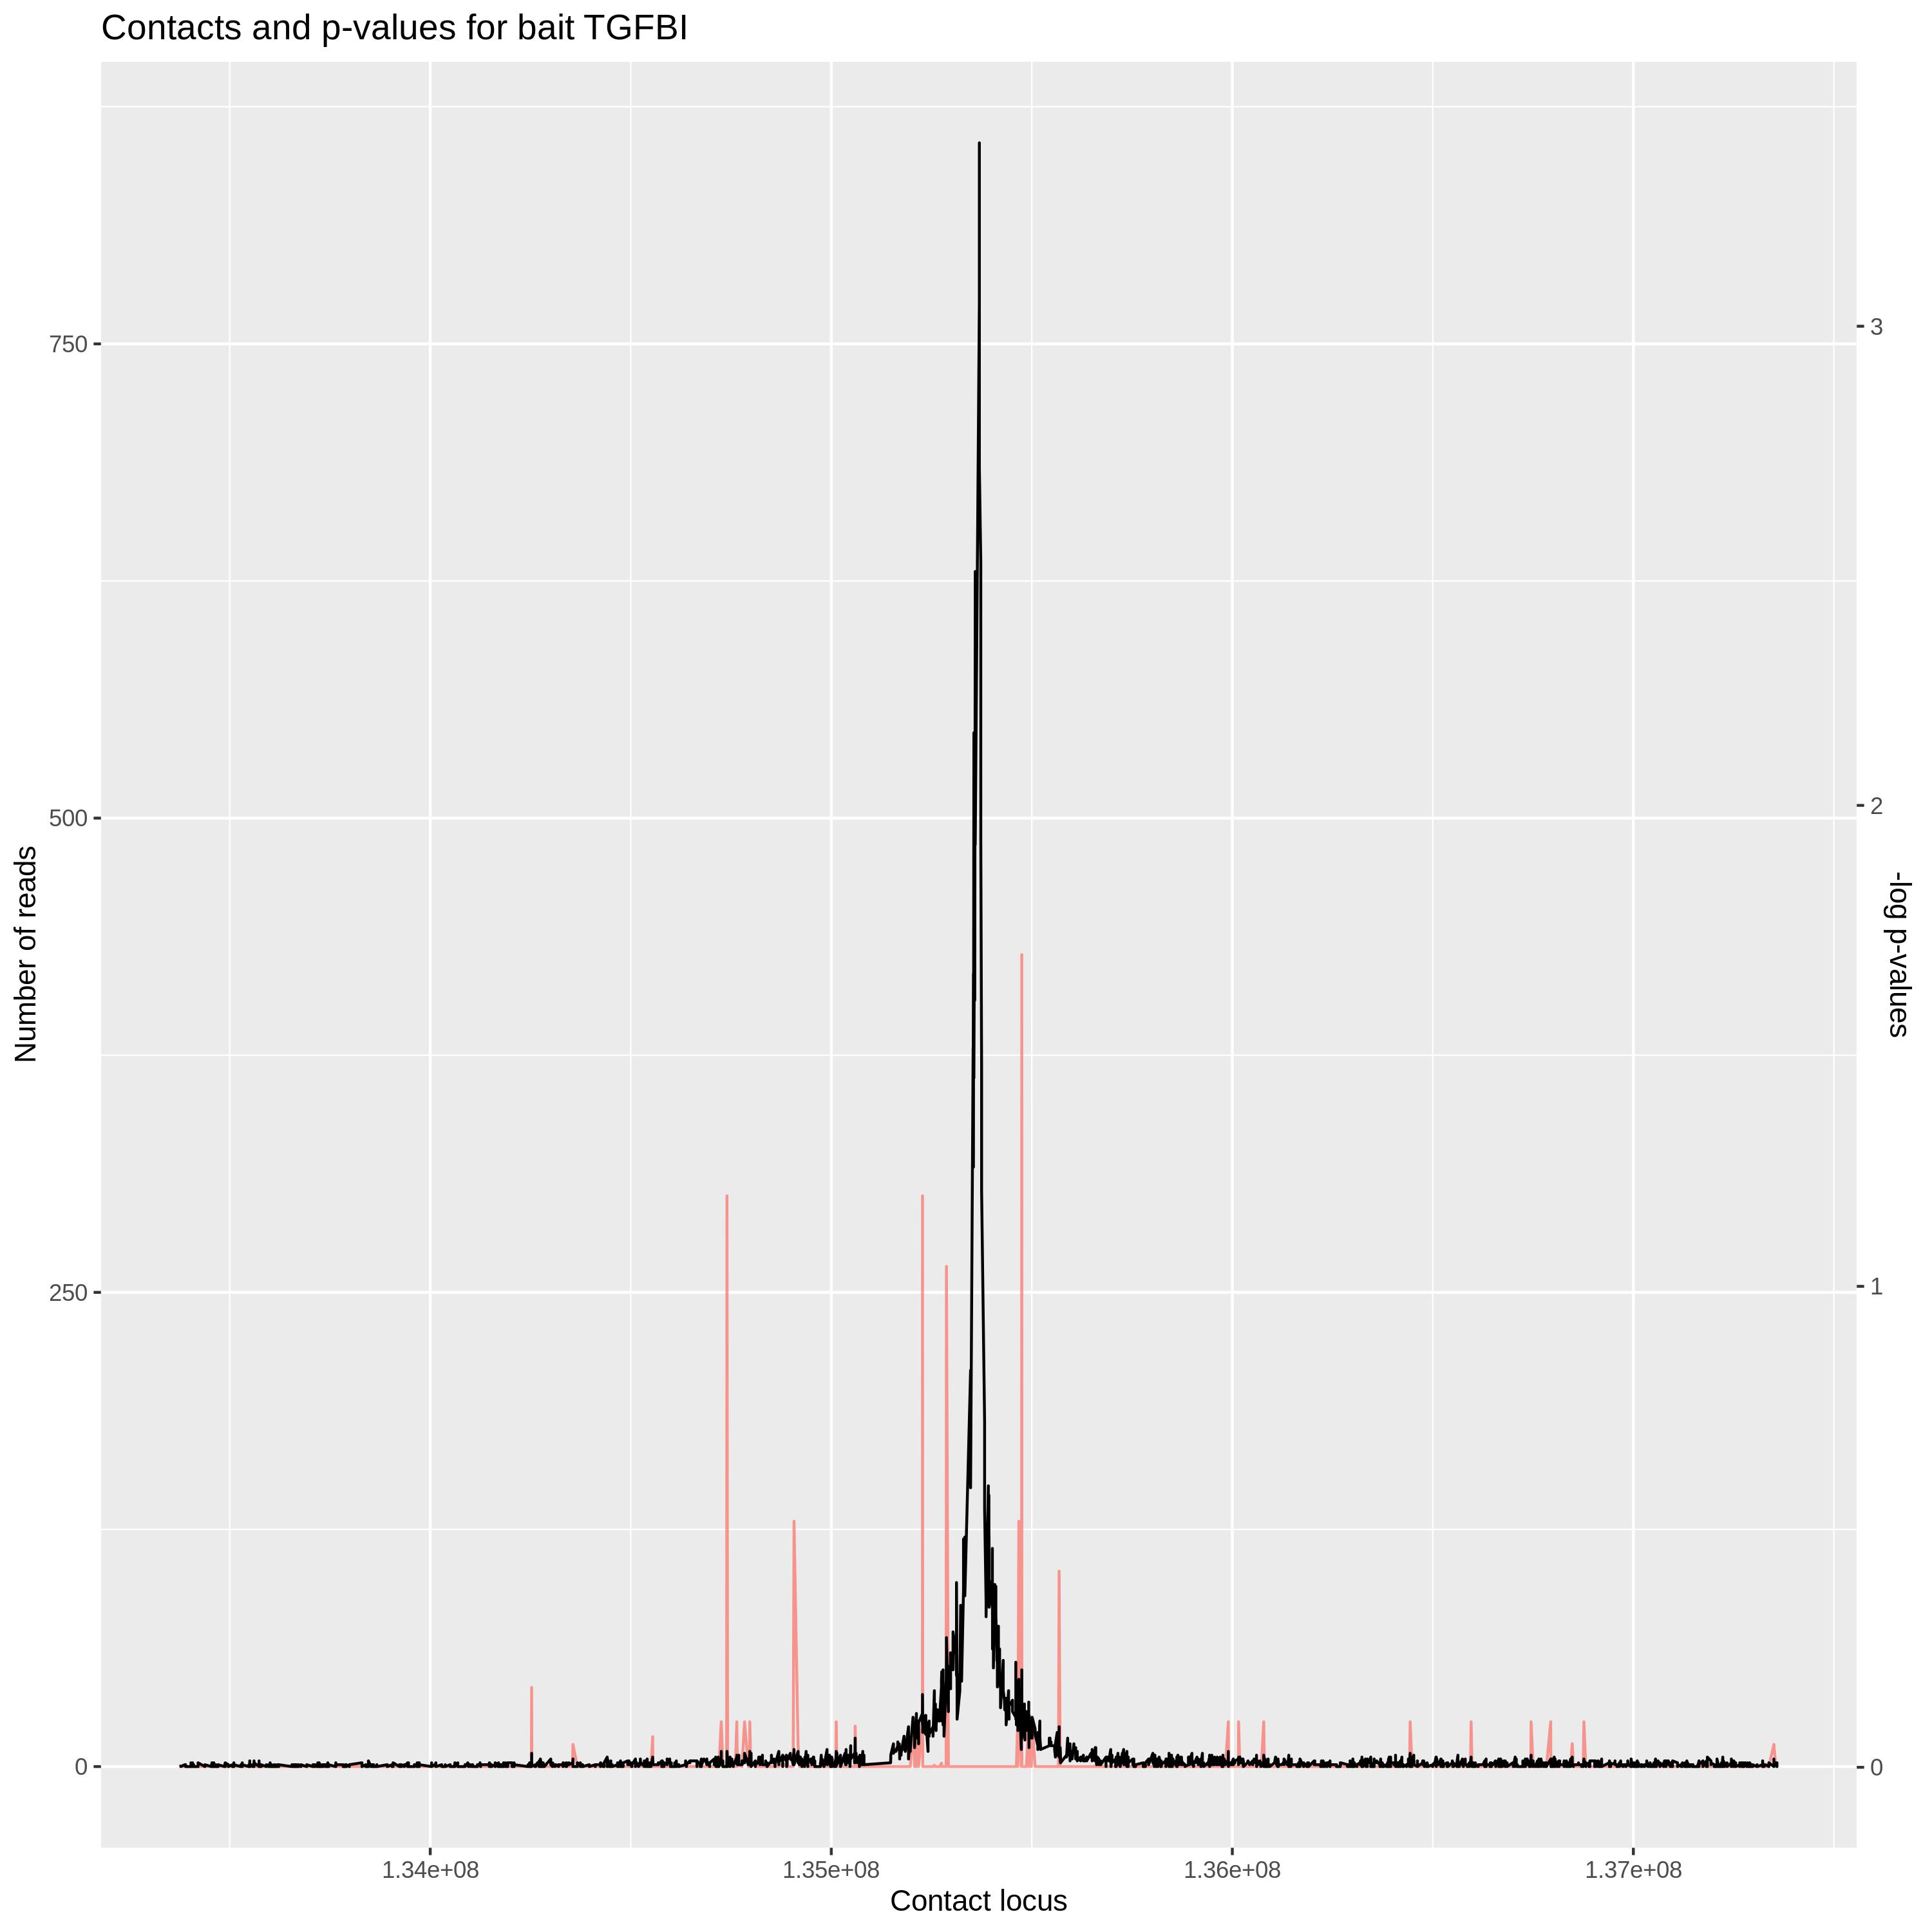 Contacts and p-values for bait TGFBI
Number of reads
750
500
250
0
3
2
1
0
-log p-values
1.34e+08
1.35e+08
1.36e+08
1.37e+08
Contact locus